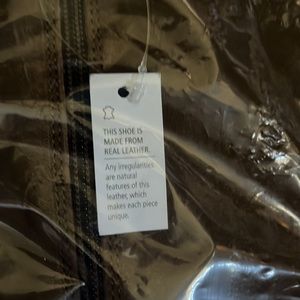 THIS SHOE IS
MADE FROM
REAL LEATHER.
Any irregularities
are natural
features of this
leather, which
makes each piece
unique.